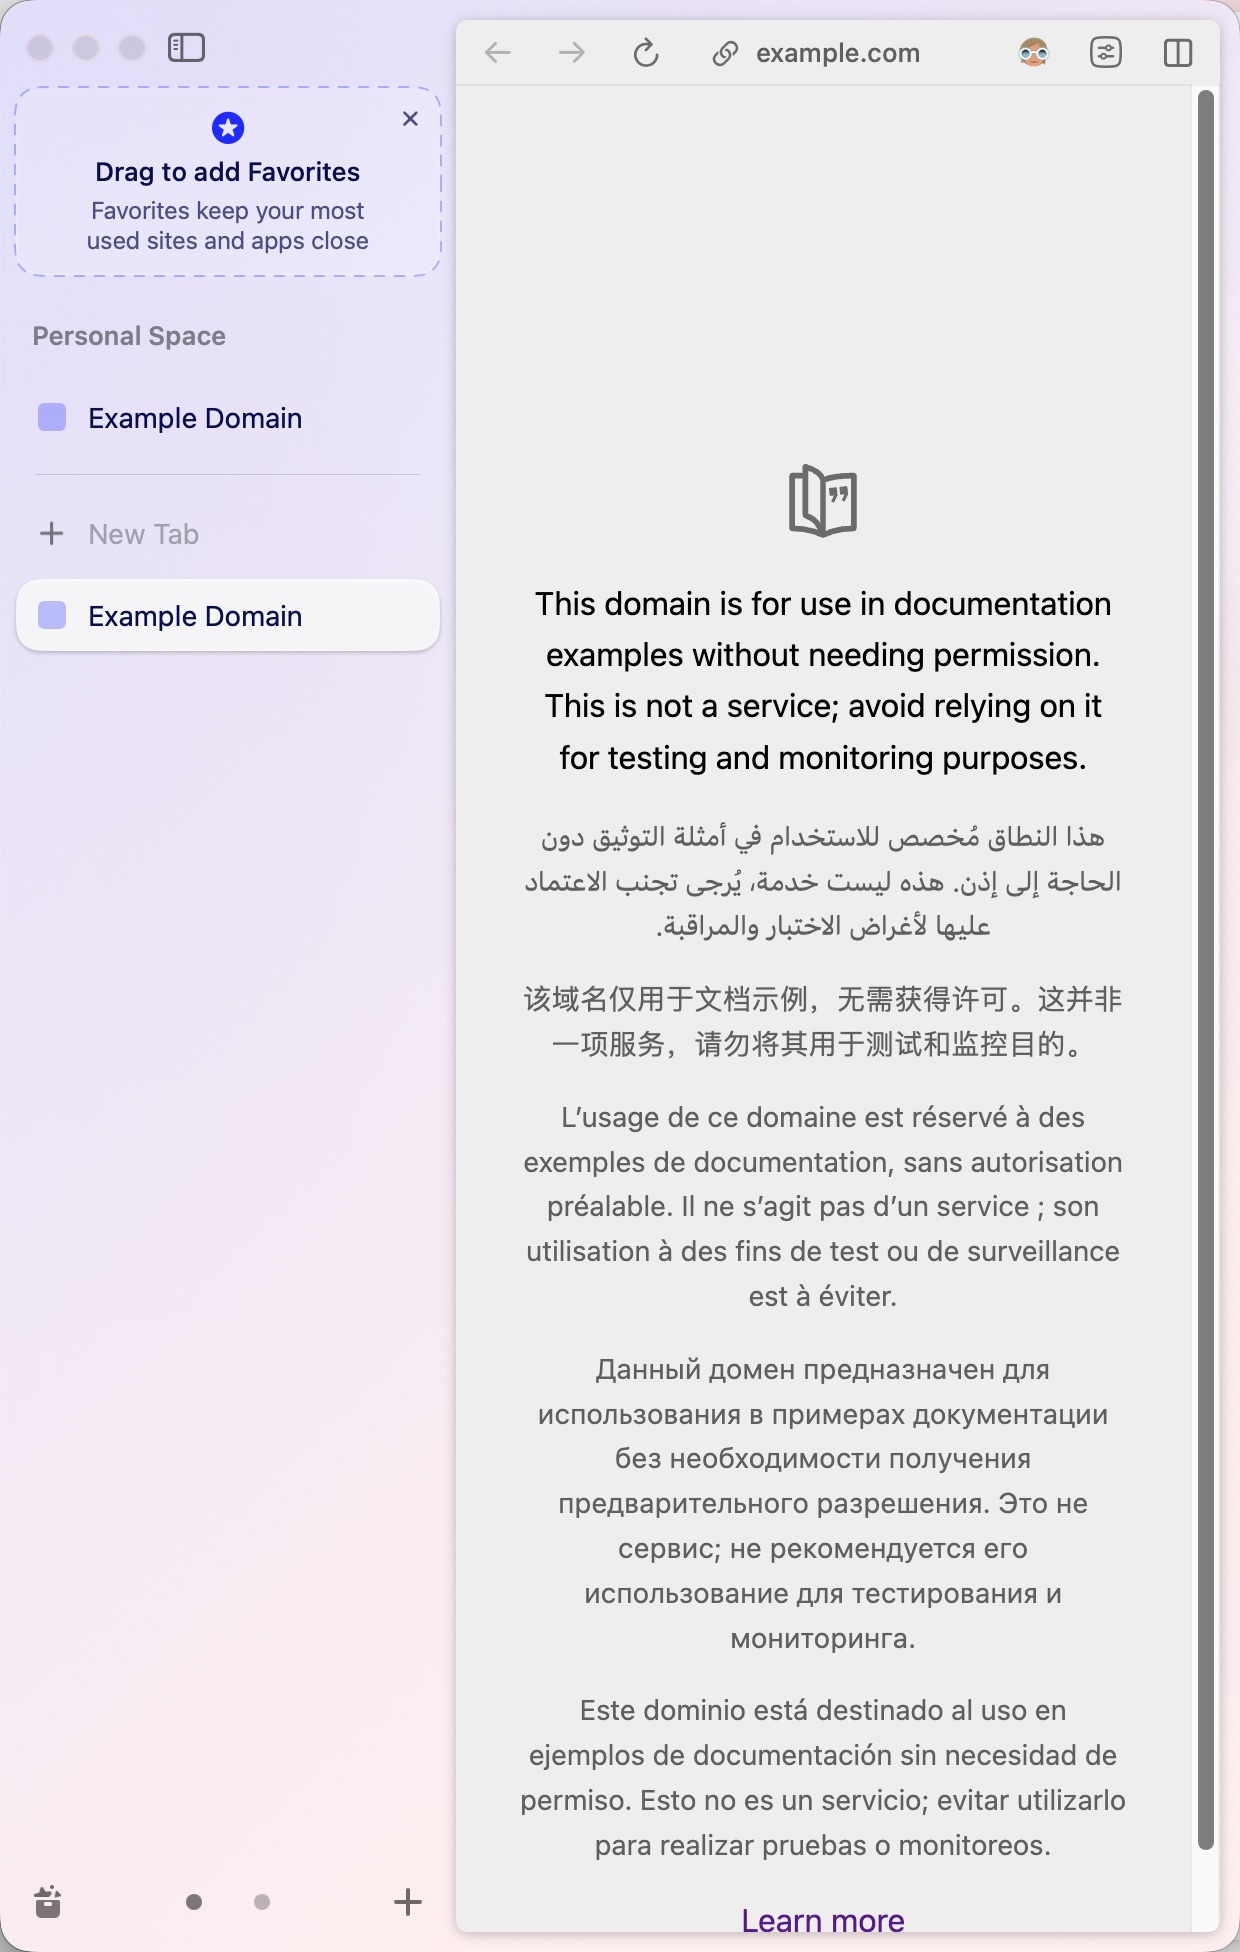 example.com
Drag to add Favorites
Favorites keep your most
used sites and apps close
Personal Space
Example Domain
New Tab
Example Domain
This domain is for use in documentation
examples without needing permission.
This is not a service; avoid relying on it
for testing and monitoring purposes.
هذا النطاق مُخصص للاستخدام في أمثلة التوثيق دون
الحاجة إلى إذن. هذه ليست خدمة، يُرجى تجنب الاعتماد
عليها لأغراض الاختبار والمراقبة.
该域名仅用于文档示例，无需获得许可。这并非
一项服务，请勿将其用于测试和监控目的。
L’usage de ce domaine est réservé à des
exemples de documentation, sans autorisation
préalable. Il ne s’agit pas d’un service ; son
utilisation à des fins de test ou de surveillance
est à éviter.
Данный домен предназначен для
использования в примерах документации
без необходимости получения
предварительного разрешения. Это не
сервис; не рекомендуется его
использование для тестирования и
мониторинга.
Este dominio está destinado al uso en
ejemplos de documentación sin necesidad de
permiso. Esto no es un servicio; evitar utilizarlo
para realizar pruebas o monitoreos.
Learn more